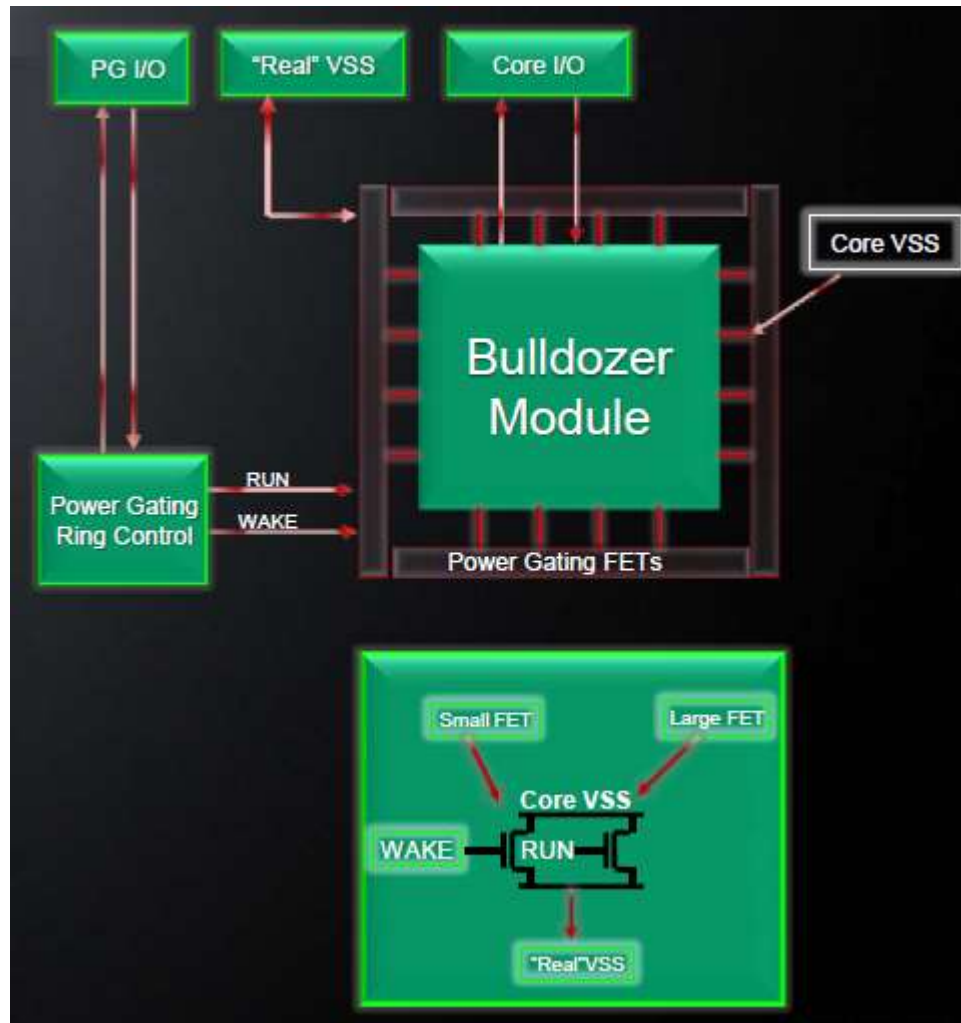 PG I/O
"Real" VSS
Core I/O
Core VSS
Bulldozer
Module
Power Gating
Ring Control
RUN
WAKE
Power Gating FETs
Small FET
Large FET
Core VSS
WAKE
RUN
"Real"VSS